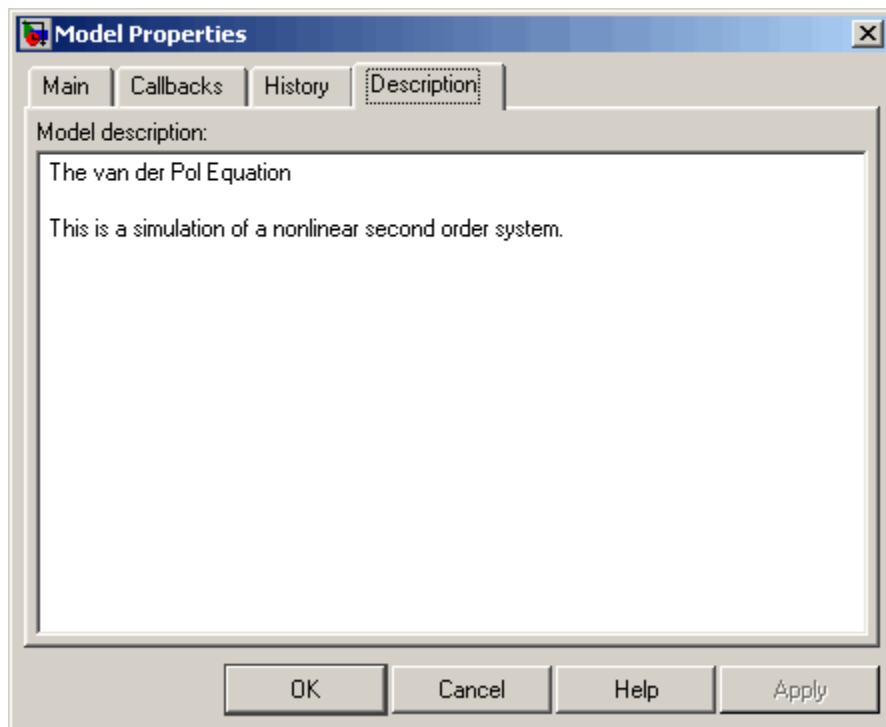 Model Properties
Main Callbacks History Description
Model description:
The van der Pol Equation
This is a simulation of a nonlinear second order system.
OK Cancel Help Apply